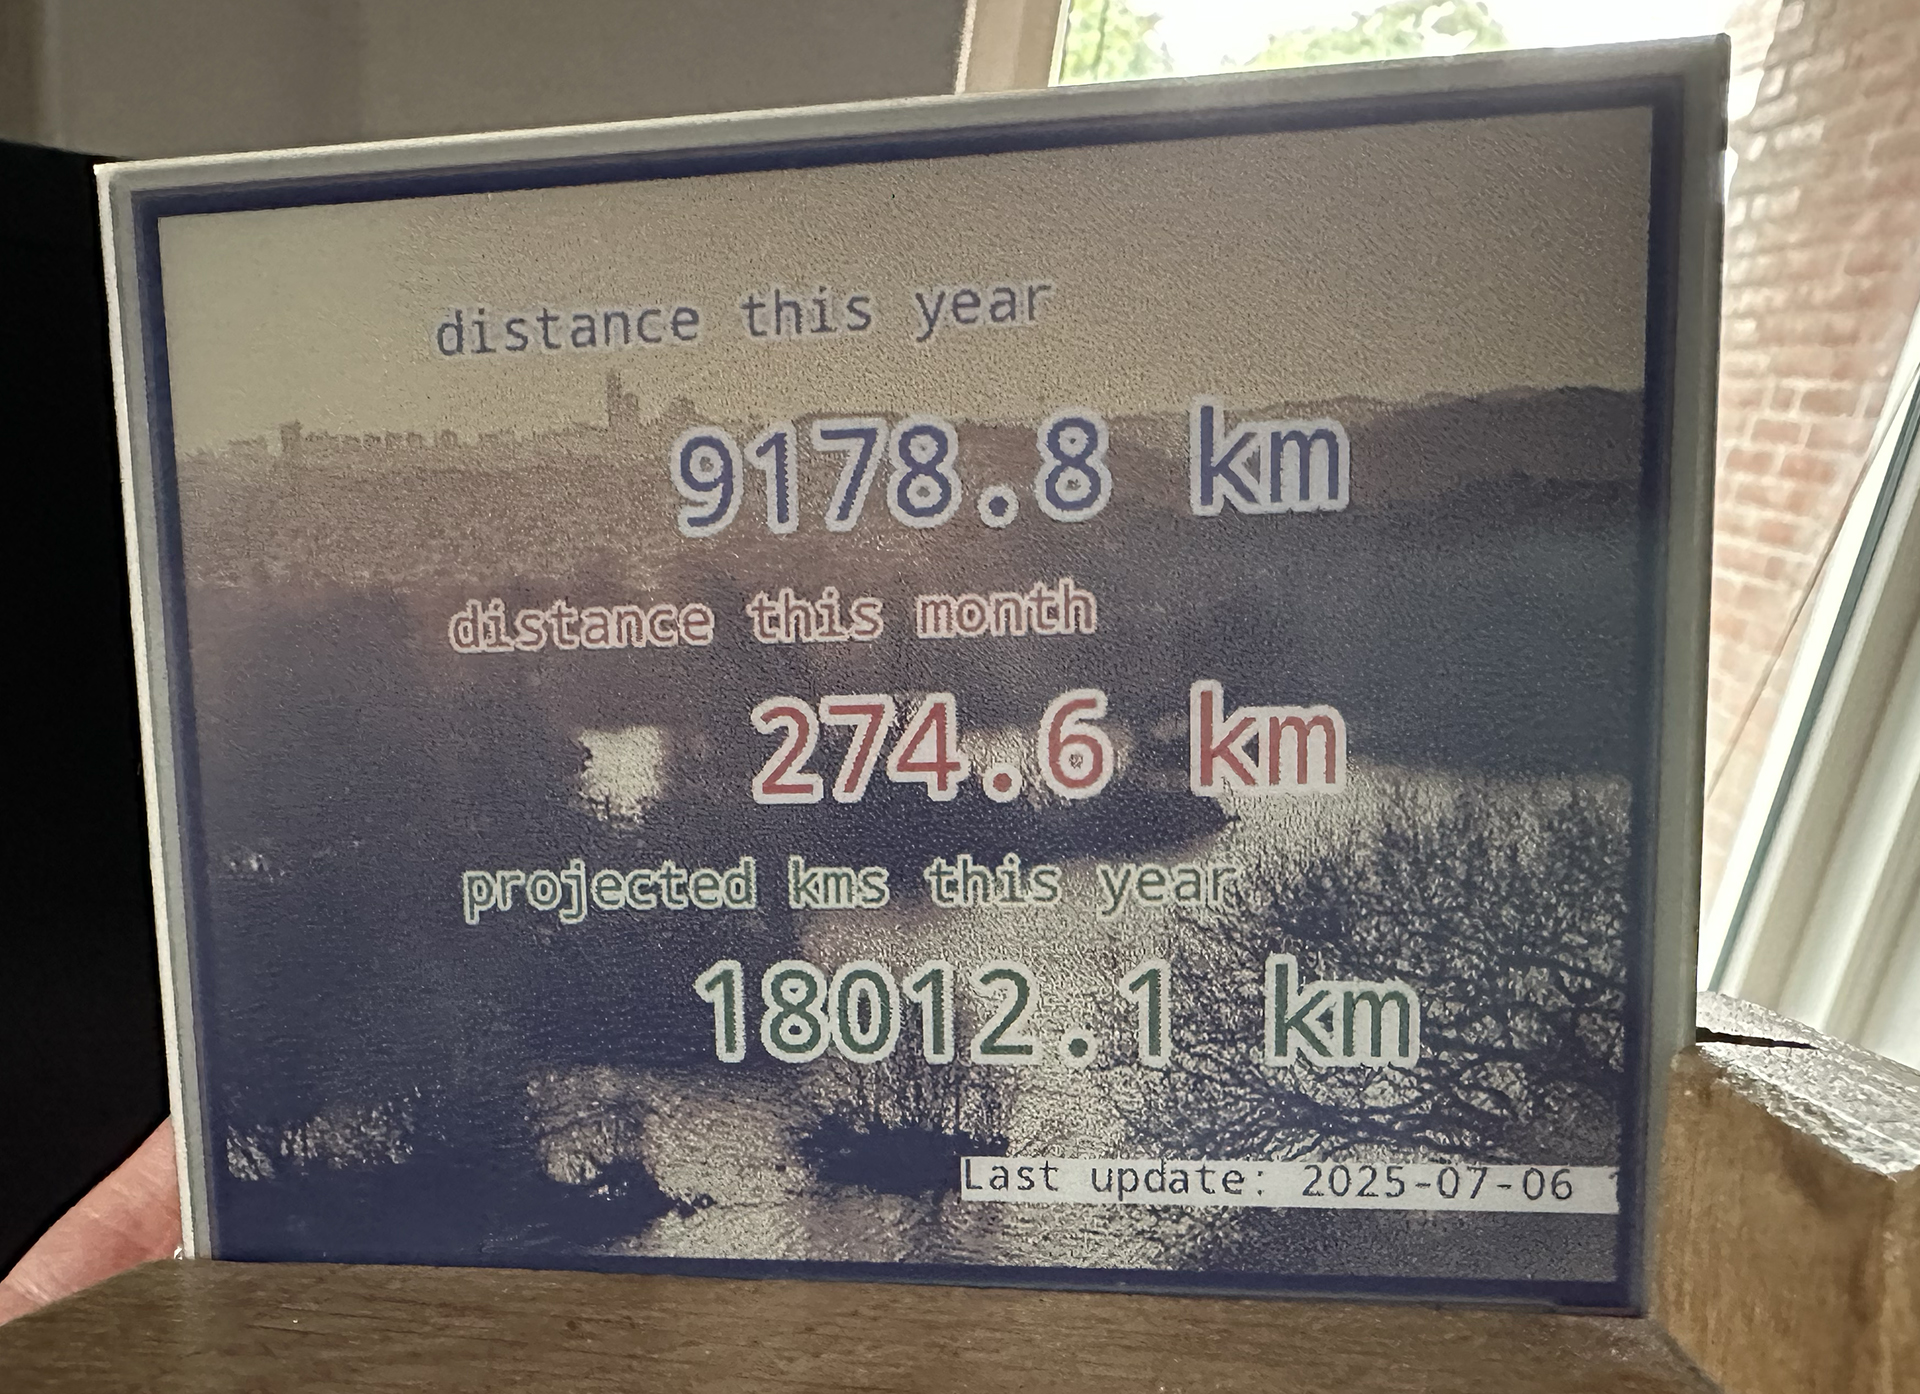 distance this year
9178.8 km
distance this month
274.6 km
projected kms this year
18012.1 km
Last update: 2025-07-06